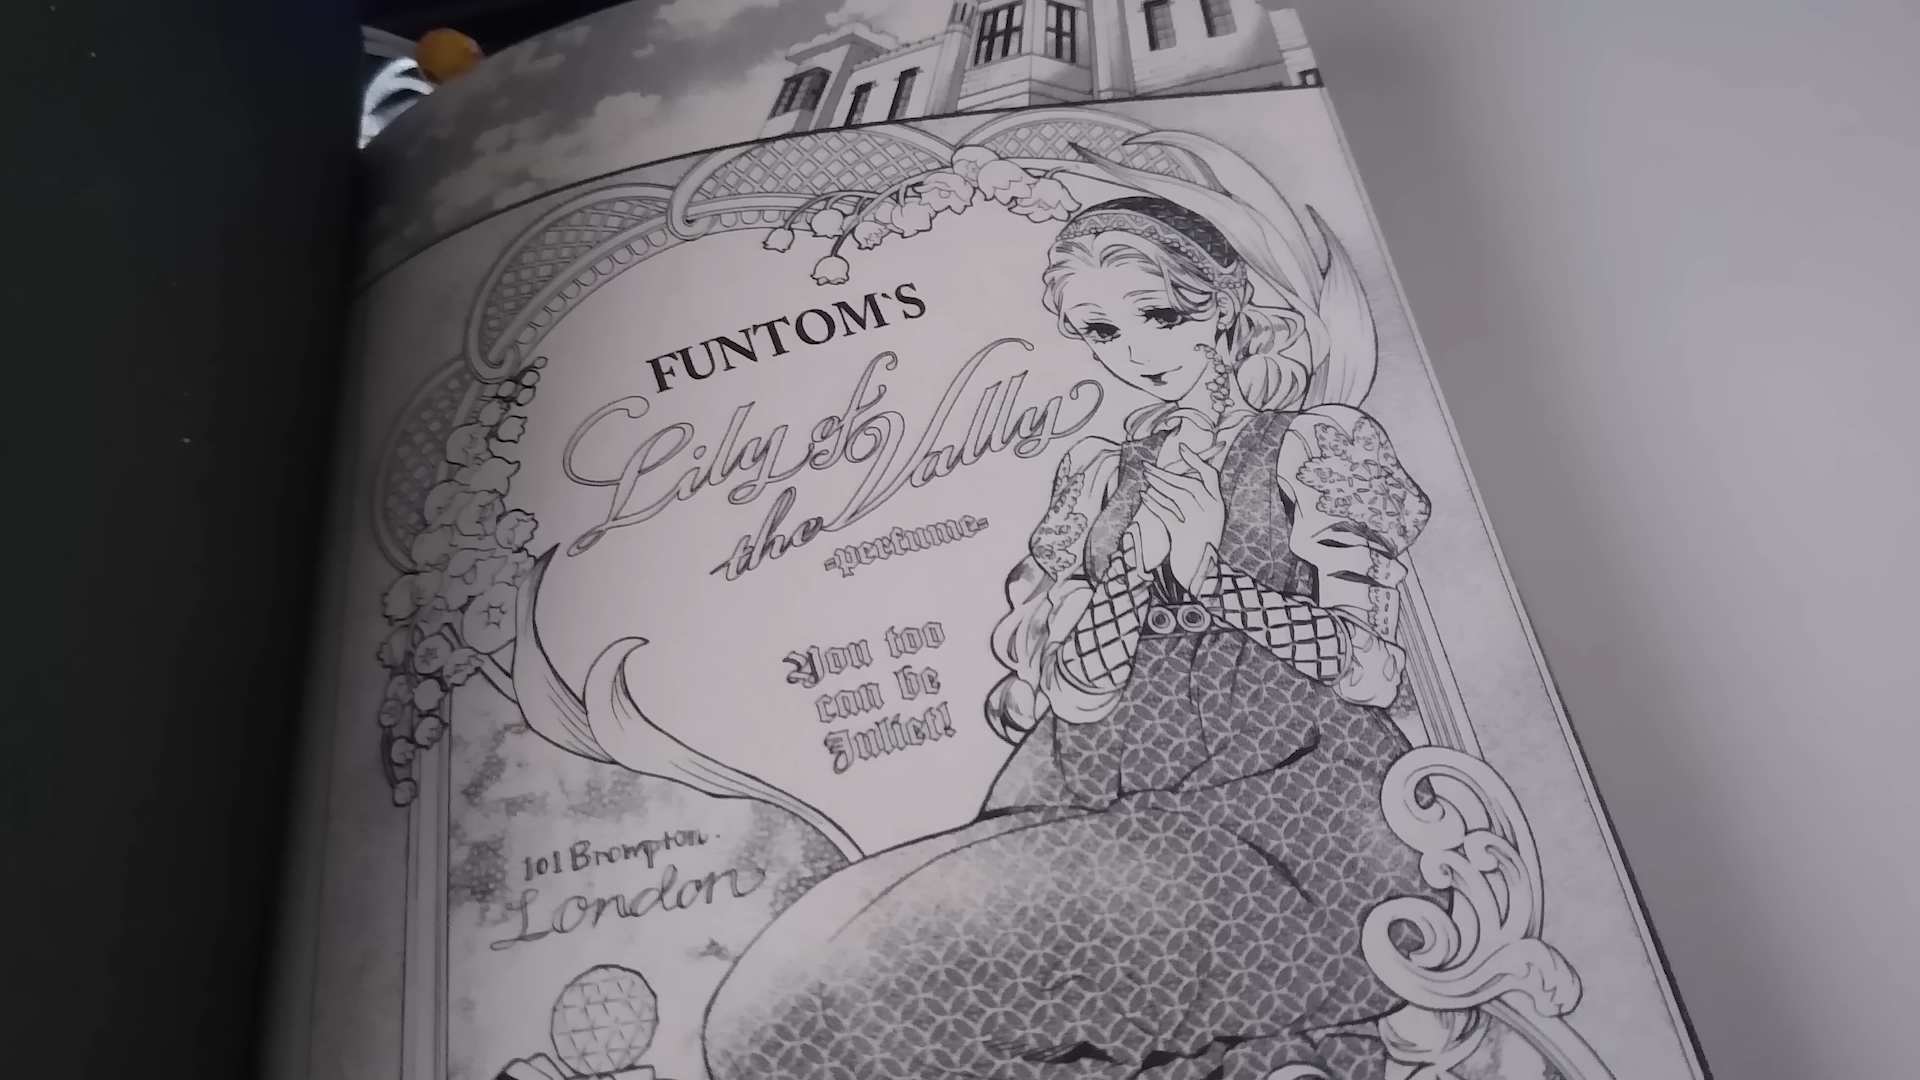 FUNTOM'S
Lily of
the Vally
-perfume-
You too
can be
Juliet!
101 Brompton.
London